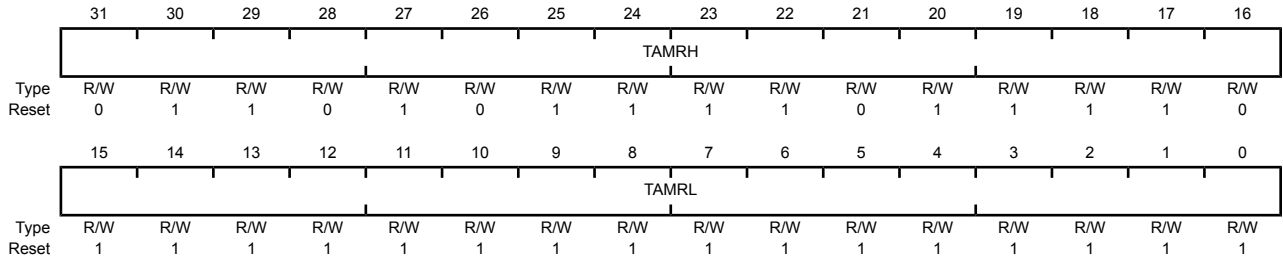 31 30 29 28 27 26 25 24 23 22 21 20 19 18 17 16
TAMRH
Type R/W R/W R/W R/W R/W R/W R/W R/W R/W R/W R/W R/W R/W R/W R/W R/W
Reset 0 1 1 0 1 0 1 1 1 1 0 1 1 1 1 0
15 14 13 12 11 10 9 8 7 6 5 4 3 2 1 0
TAMRL
Type R/W R/W R/W R/W R/W R/W R/W R/W R/W R/W R/W R/W R/W R/W R/W R/W
Reset 1 1 1 1 1 1 1 1 1 1 1 1 1 1 1 1